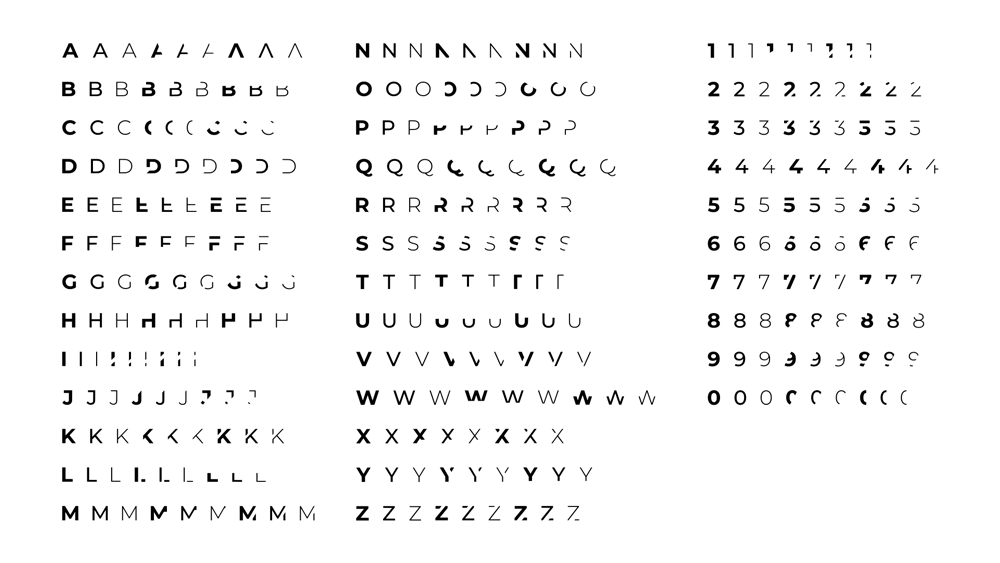 A A A A A A A A A
B B B B B B B B B
C C C C C C C C C
D D D D D D D D D
E E E E E E E E E
F F F F F F F F F
G G G G G G G G G
H H H H H H H H H
I I I I I I I I I
J J J J J J J J J
K K K K K K K K K
L L L L L L L L L
M M M M M M M M M
N N N N N N N N N
O O O O O O O O O
P P P P P P P P P
Q Q Q Q Q Q Q Q Q
R R R R R R R R R
S S S S S S S S S
T T T T T T T T T
U U U U U U U U U
V V V V V V V V V
W W W W W W W W W
X X X X X X X X X
Y Y Y Y Y Y Y Y Y
Z Z Z Z Z Z Z Z Z
1 1 1 1 1 1 1 1 1
2 2 2 2 2 2 2 2 2
3 3 3 3 3 3 3 3 3
4 4 4 4 4 4 4 4 4
5 5 5 5 5 5 5 5 5
6 6 6 6 6 6 6 6 6
7 7 7 7 7 7 7 7 7
8 8 8 8 8 8 8 8 8
9 9 9 9 9 9 9 9 9
0 0 0 0 0 0 0 0 0